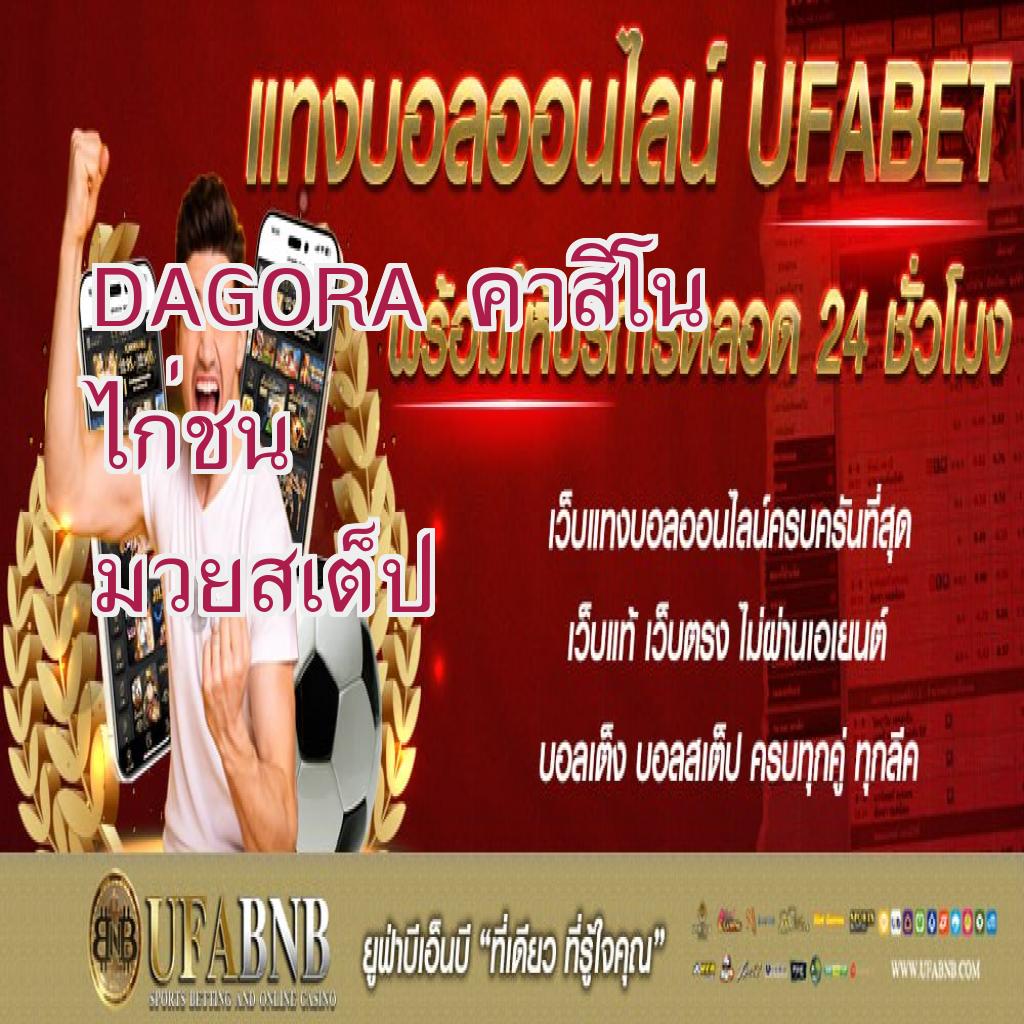 แทงบอลออนไลน์ UFABET
พร้อมให้บริการตลอด 24 ชั่วโมง
DAGORA คาสิโน
ไก่ชน
มวยสเต็ป
เว็บแทงบอลออนไลน์ครบครันที่สุด
เว็บแท้ เว็บตรง ไม่ผ่านเอเยนต์
บอลเต็ง บอลสเต็ป ครบทุกคู่ ทุกลีค
BNB
UFABNB
SPORTS BETTING AND ONLINE CASINO
ยูฟ่าบีเอ็นบี “ที่เดียว ที่รู้ใจคุณ”
WWW.UFABNB.COM